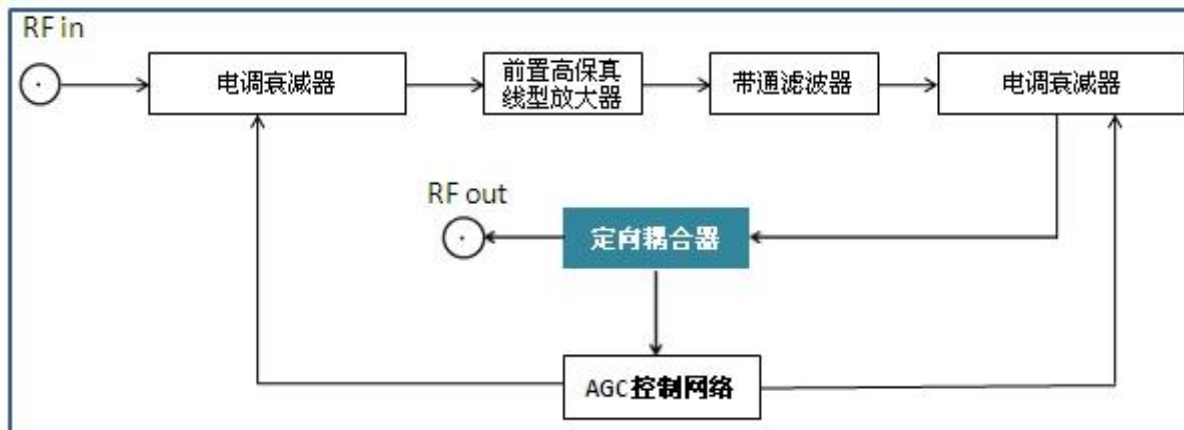 RF in
电调衰减器
前置高保真
线型放大器
带通滤波器
电调衰减器
RF out
定向耦合器
AGC控制网络